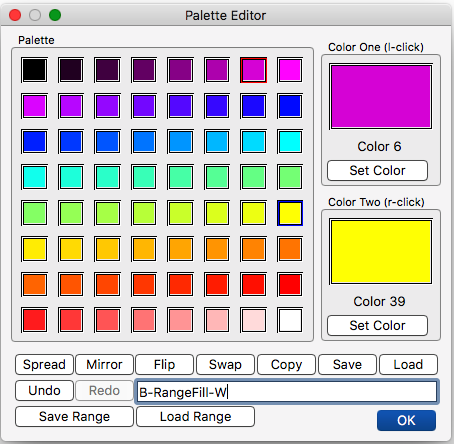 Palette Editor
Palette
Color One (l-click)
Color 6
Set Color
Color Two (r-click)
Color 39
Set Color
Spread Mirror Flip Swap Copy Save Load
Undo Redo B-RangeFill-W
Save Range Load Range OK